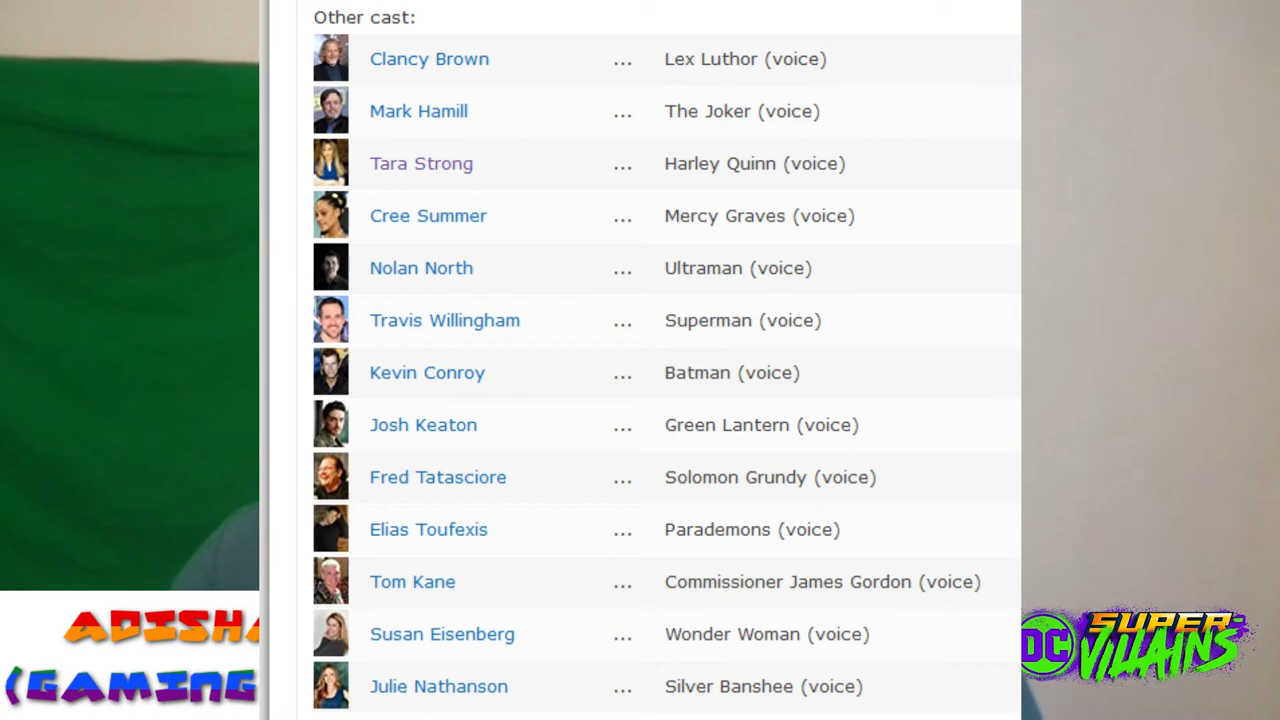 Other cast:
Clancy Brown ... Lex Luthor (voice)
Mark Hamill ... The Joker (voice)
Tara Strong ... Harley Quinn (voice)
Cree Summer ... Mercy Graves (voice)
Nolan North ... Ultraman (voice)
Travis Willingham ... Superman (voice)
Kevin Conroy ... Batman (voice)
Josh Keaton ... Green Lantern (voice)
Fred Tatasciore ... Solomon Grundy (voice)
Elias Toufexis ... Parademons (voice)
Tom Kane ... Commissioner James Gordon (voice)
Susan Eisenberg ... Wonder Woman (voice)
Julie Nathanson ... Silver Banshee (voice)
ADISHA
(GAMING
DC SUPER-
VILLAINS